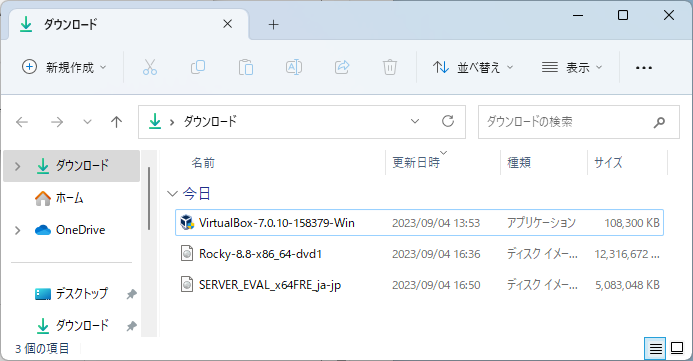 ダウンロード
新規作成
並べ替え
表示
ダウンロード
ダウンロードの検索
名前 更新日時 種類 サイズ
今日
VirtualBox-7.0.10-158379-Win 2023/09/04 13:53 アプリケーション 108,300 KB
Rocky-8.8-x86_64-dvd1 2023/09/04 16:36 ディスク イメー... 12,316,672 ...
SERVER_EVAL_x64FRE_ja-jp 2023/09/04 16:50 ディスク イメー... 5,083,048 KB
ダウンロード
ホーム
OneDrive
デスクトップ
ダウンロード
3 個の項目